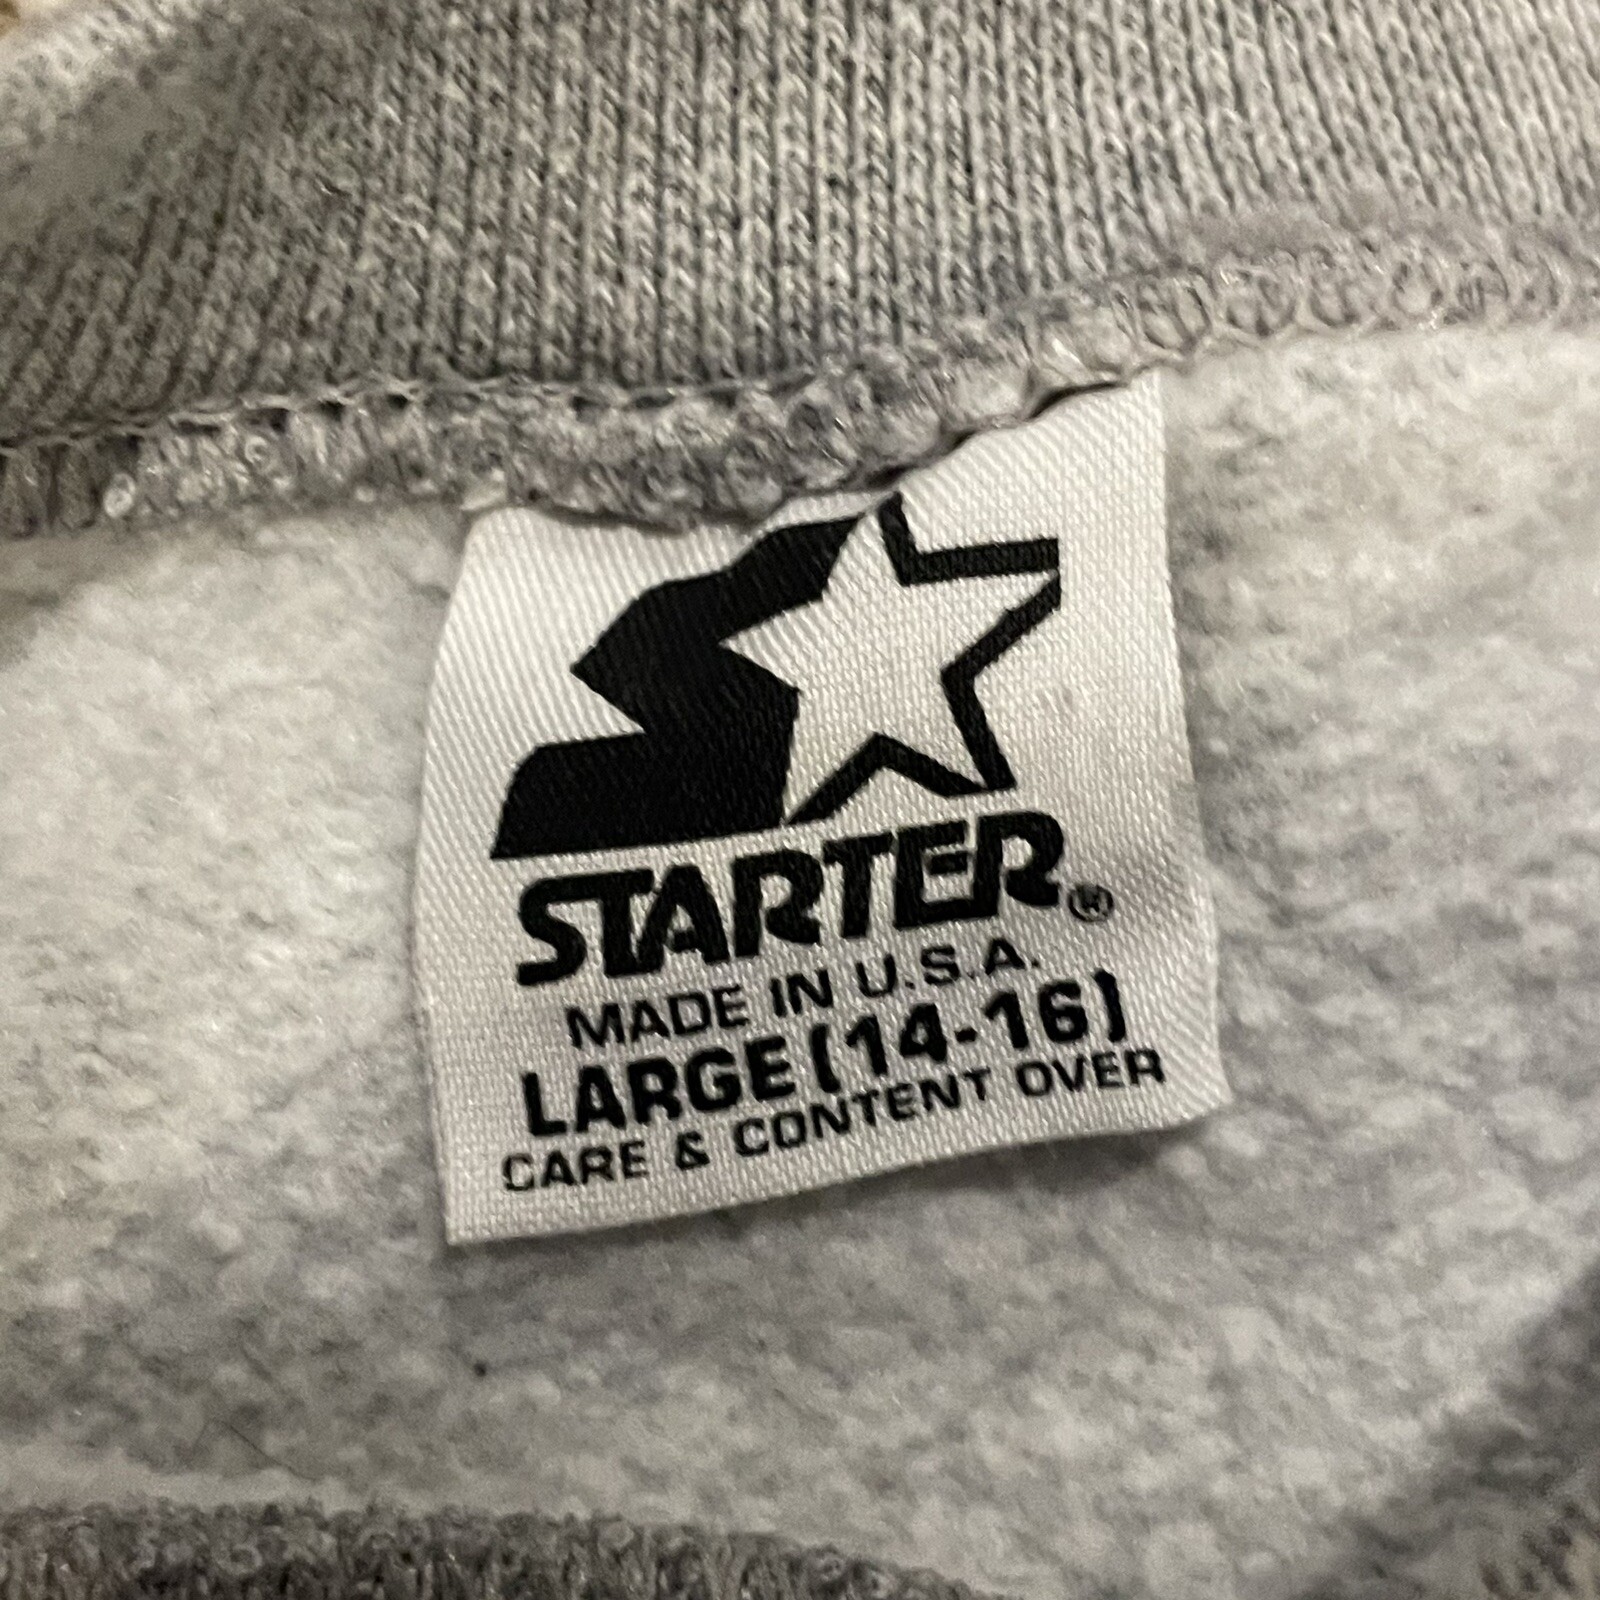 STARTER®
MADE IN U.S.A.
LARGE (14-16)
CARE & CONTENT OVER